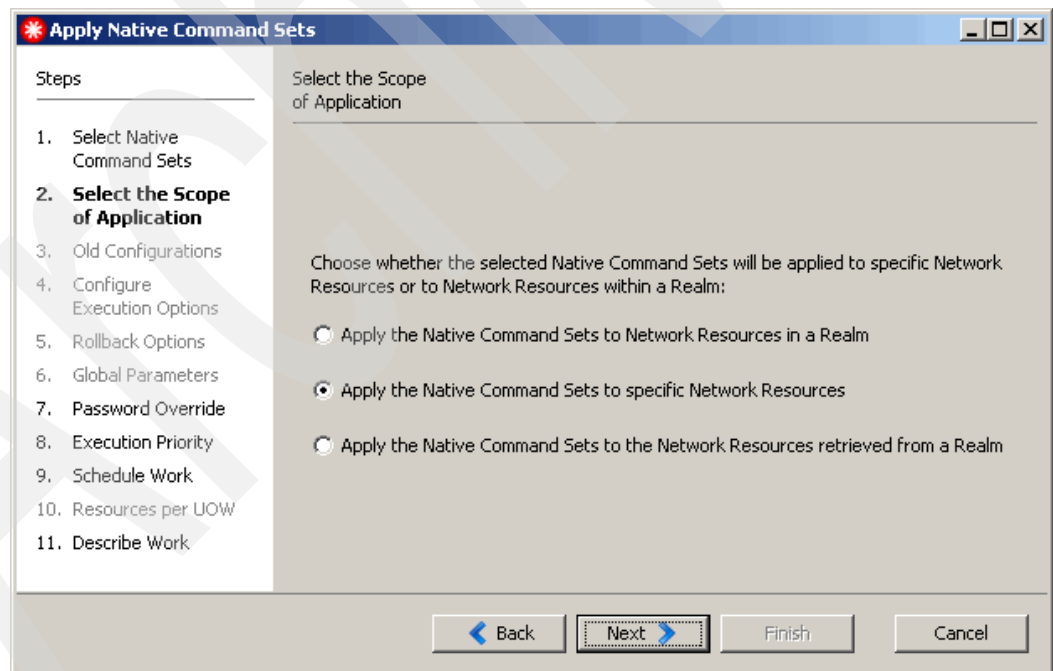 Apply Native Command Sets
Steps
1. Select Native
Command Sets
2. Select the Scope
of Application
3. Old Configurations
4. Configure
Execution Options
5. Rollback Options
6. Global Parameters
7. Password Override
8. Execution Priority
9. Schedule Work
10. Resources per UOW
11. Describe Work
Select the Scope
of Application
Choose whether the selected Native Command Sets will be applied to specific Network
Resources or to Network Resources within a Realm:
Apply the Native Command Sets to Network Resources in a Realm
Apply the Native Command Sets to specific Network Resources
Apply the Native Command Sets to the Network Resources retrieved from a Realm
Back
Next
Finish
Cancel